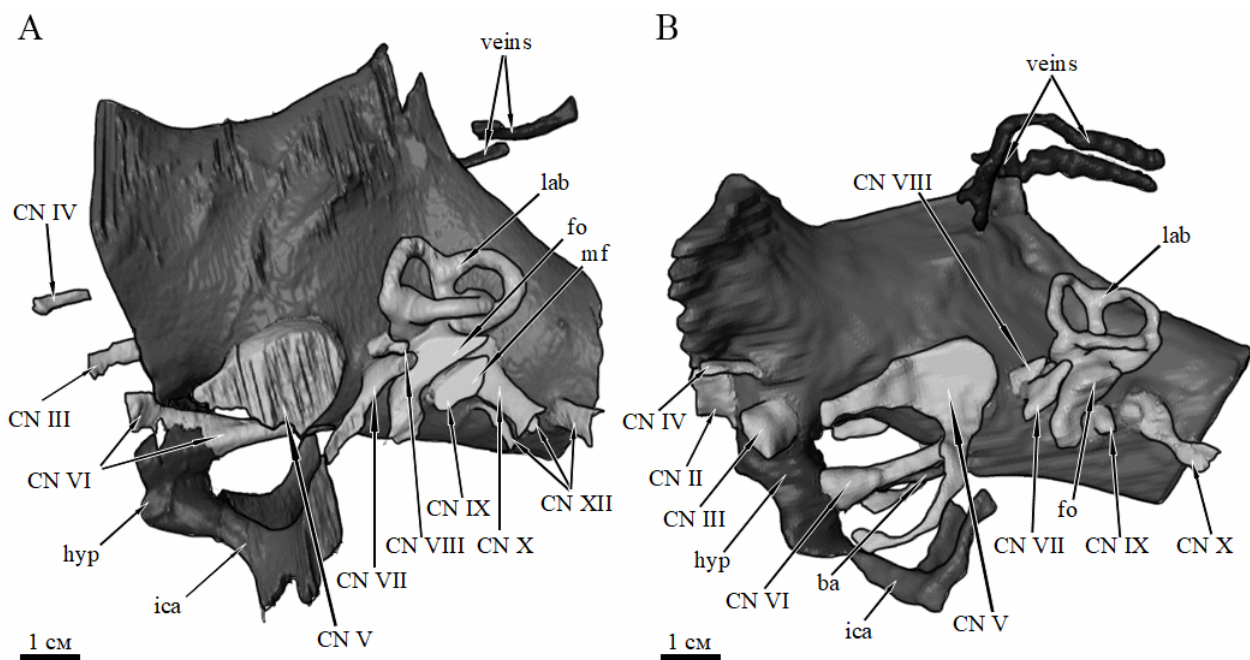 A
veins
lab
fo
mf
CN IV
CN III
CN VI
hyp
ica
CN V
CN VII
CN VIII
CN IX
CN X
CN XII
1 см
B
veins
CN VIII
lab
CN IV
CN II
CN III
hyp
CN VI
ba
ica
CN V
CN VII
fo
CN IX
CN X
1 см